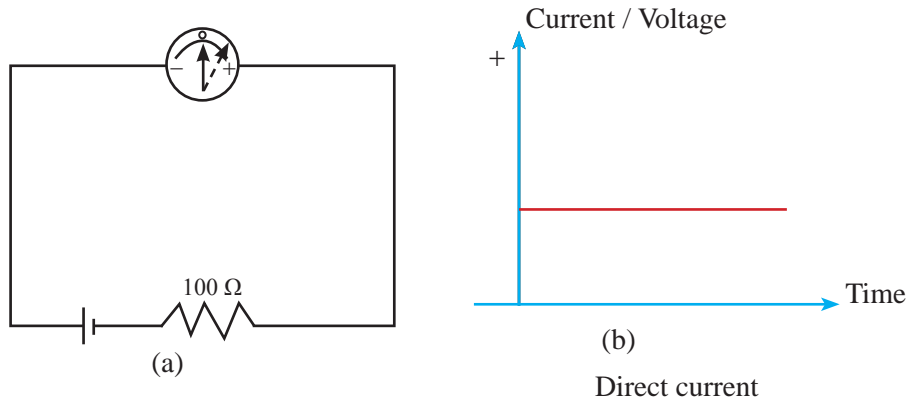 o
− +
100 Ω
(a)
Current / Voltage
+
Time
(b)
Direct current